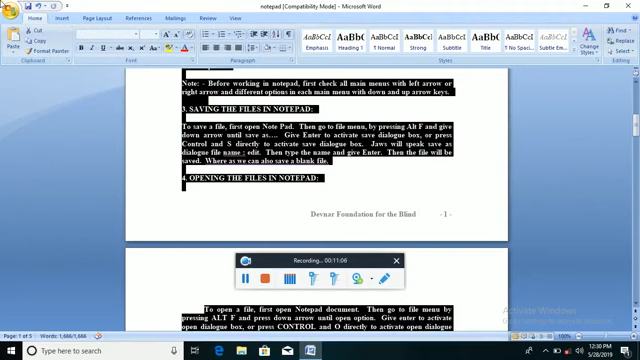 notepad [Compatibility Mode] - Microsoft Word
Home Insert Page Layout References Mailings Review View
Cut
Copy
Format Painter
Paste
Clipboard
Font
Paragraph
Styles
Editing
AaBbCcI AaBbCcI AaBbCcI AaBbCcI AaBbCcI AaBbCcI AaBbCcI
Emphasis Heading 1 ¶ Normal Strong Subtitle Title ¶ No Spaci... Subtle Em...
Change Styles
Find
Replace
Select
Note: - Before working in notepad, first check all main menus with left arrow or
right arrow and different options in each main menu with down and up arrow keys.
3. SAVING THE FILES IN NOTEPAD:
To save a file, first open Note Pad. Then go to file menu, by pressing Alt F and give
down arrow until save as.... Give Enter to activate save dialogue box, or press
Control and S directly to activate save dialogue box. Jaws will speak save as
dialogue file name : edit. Then type the name and give Enter. Then the file will be
saved. Where as we can also save a blank file.
4. OPENING THE FILES IN NOTEPAD:
Devnar Foundation for the Blind - 1 -
Recording... 00:11:06
To open a file, first open Notepad document. Then go to file menu by
pressing ALT F and press down arrow until open option. Give enter to activate
open dialogue box, or press CONTROL and O directly to activate open dialogue
Activate Windows
Page: 1 of 5 Words: 1,666/1,666
100%
Type here to search
12:30 PM
5/28/2019